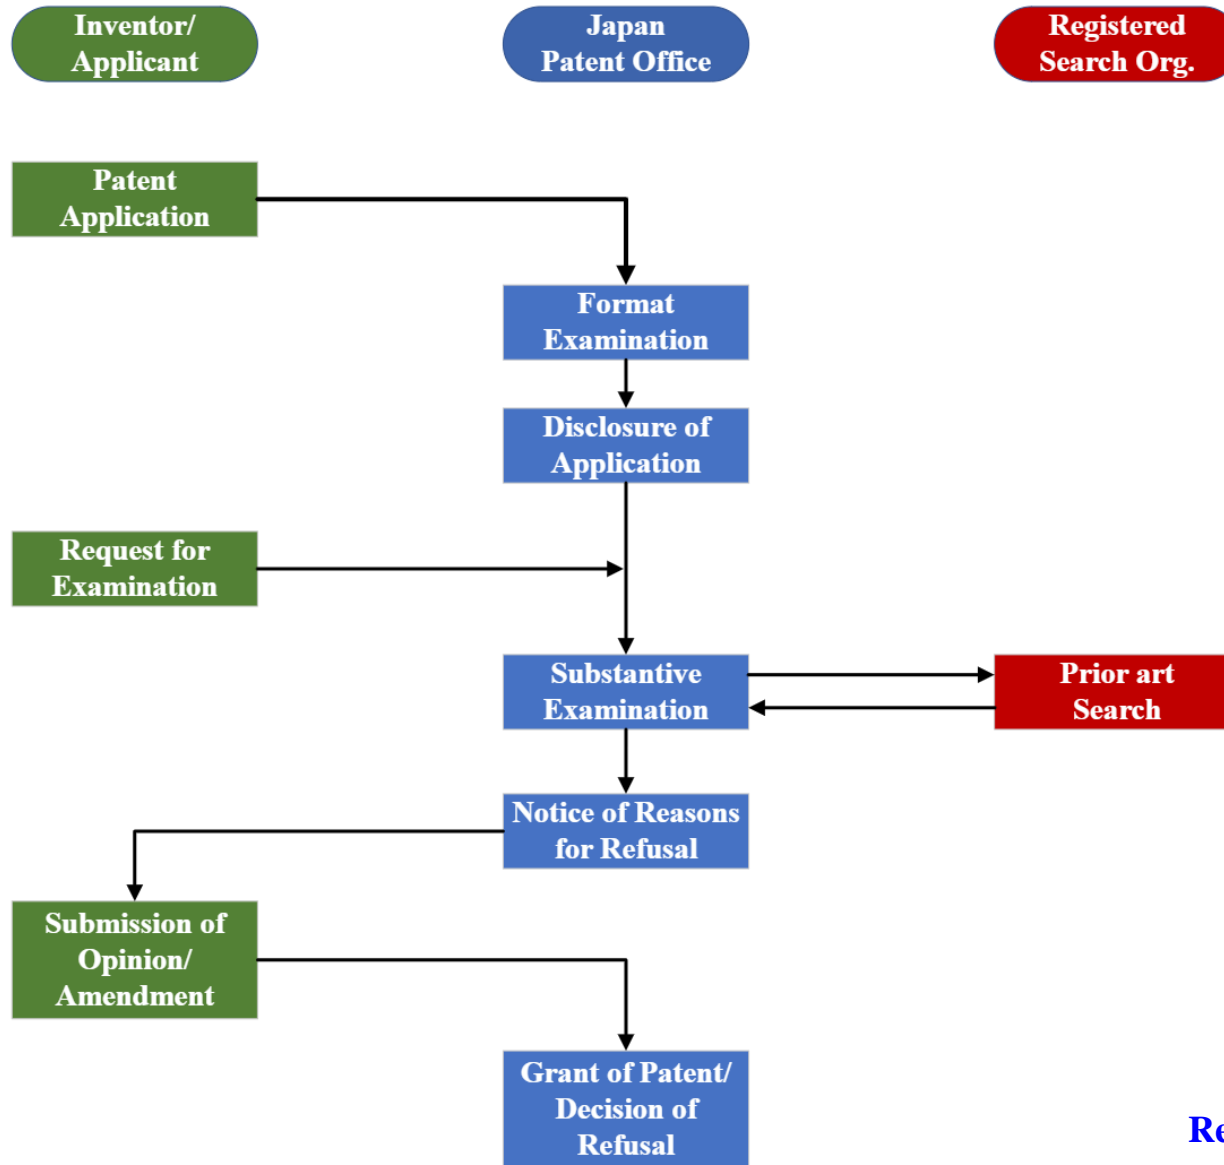 Inventor/
Applicant
Japan
Patent Office
Registered
Search Org.
Patent
Application
Format
Examination
Disclosure of
Application
Request for
Examination
Substantive
Examination
Prior art
Search
Notice of Reasons
for Refusal
Submission of
Opinion/
Amendment
Grant of Patent/
Decision of
Refusal
Re